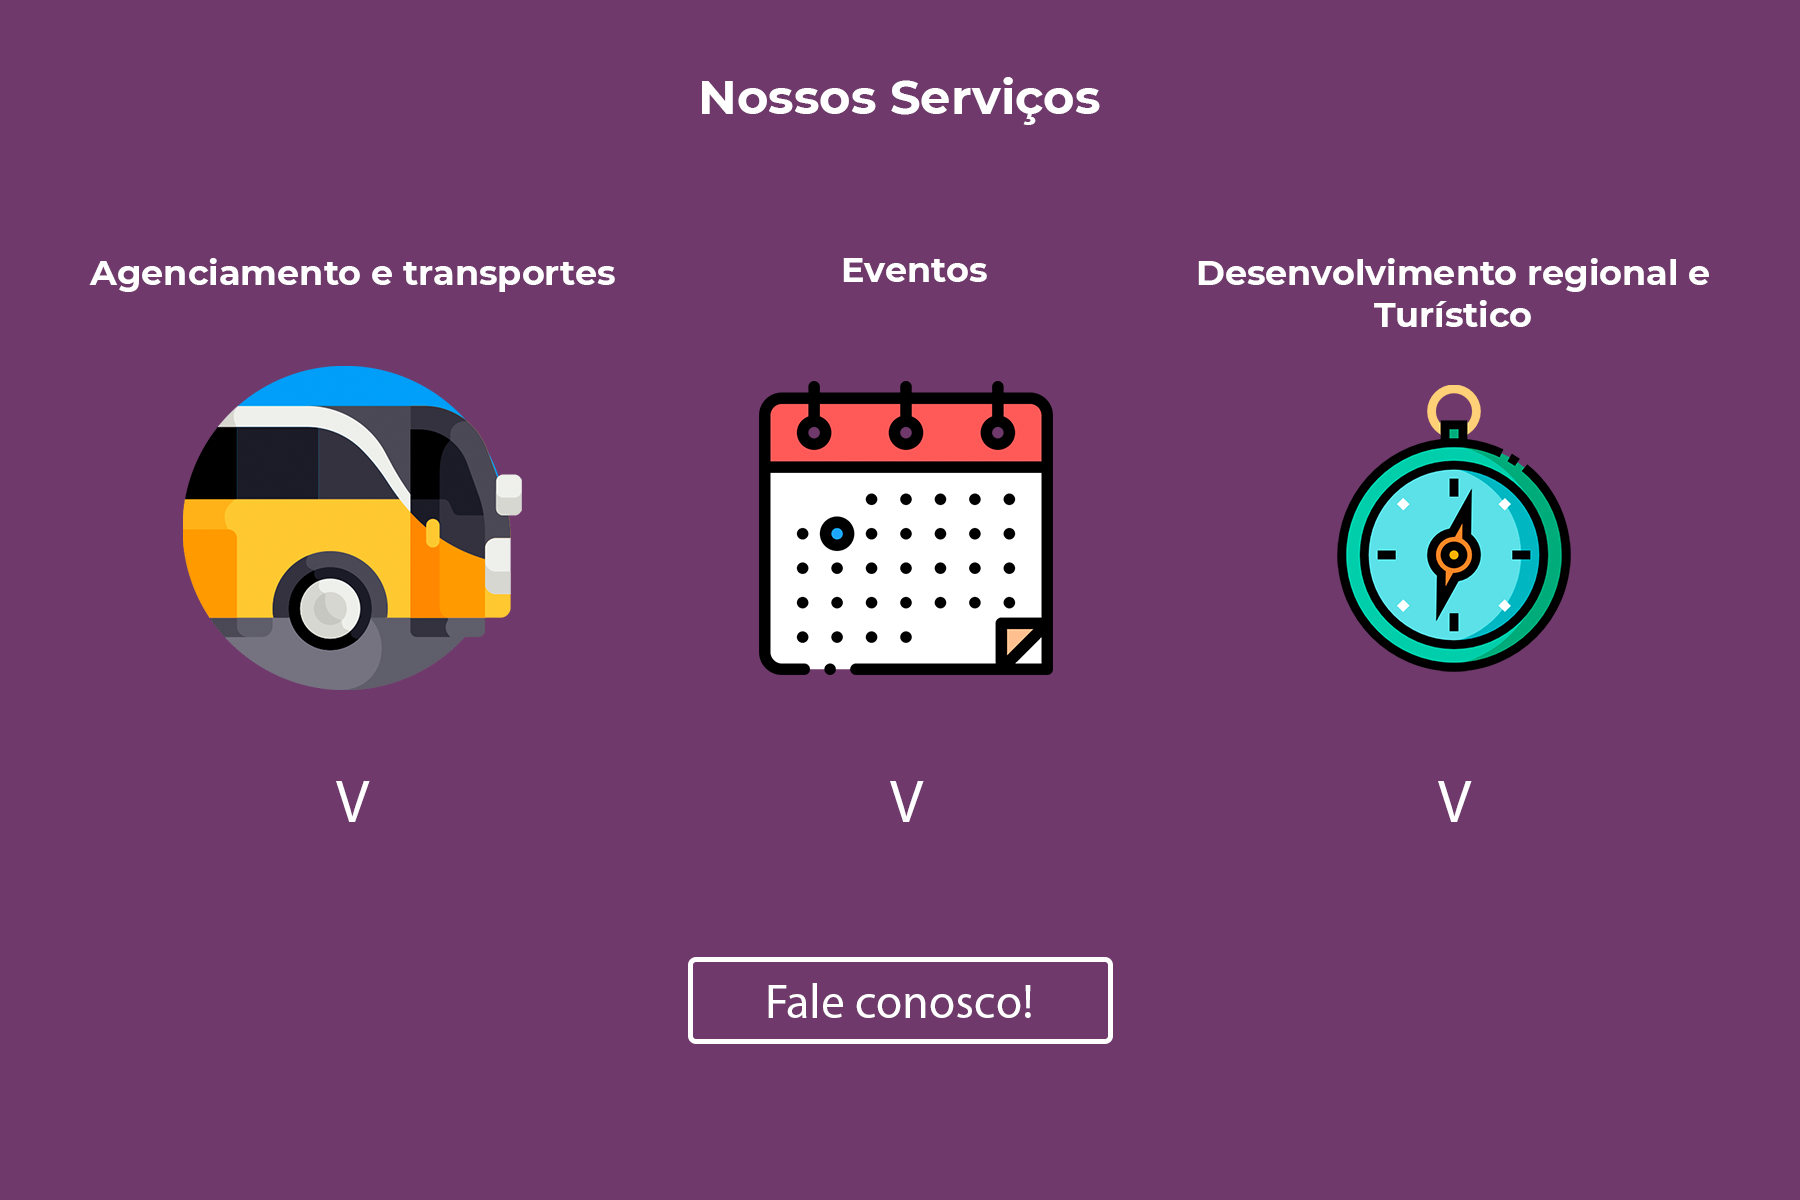 Nossos Serviços
Agenciamento e transportes
Eventos
Desenvolvimento regional e
Turístico
V
V
V
Fale conosco!